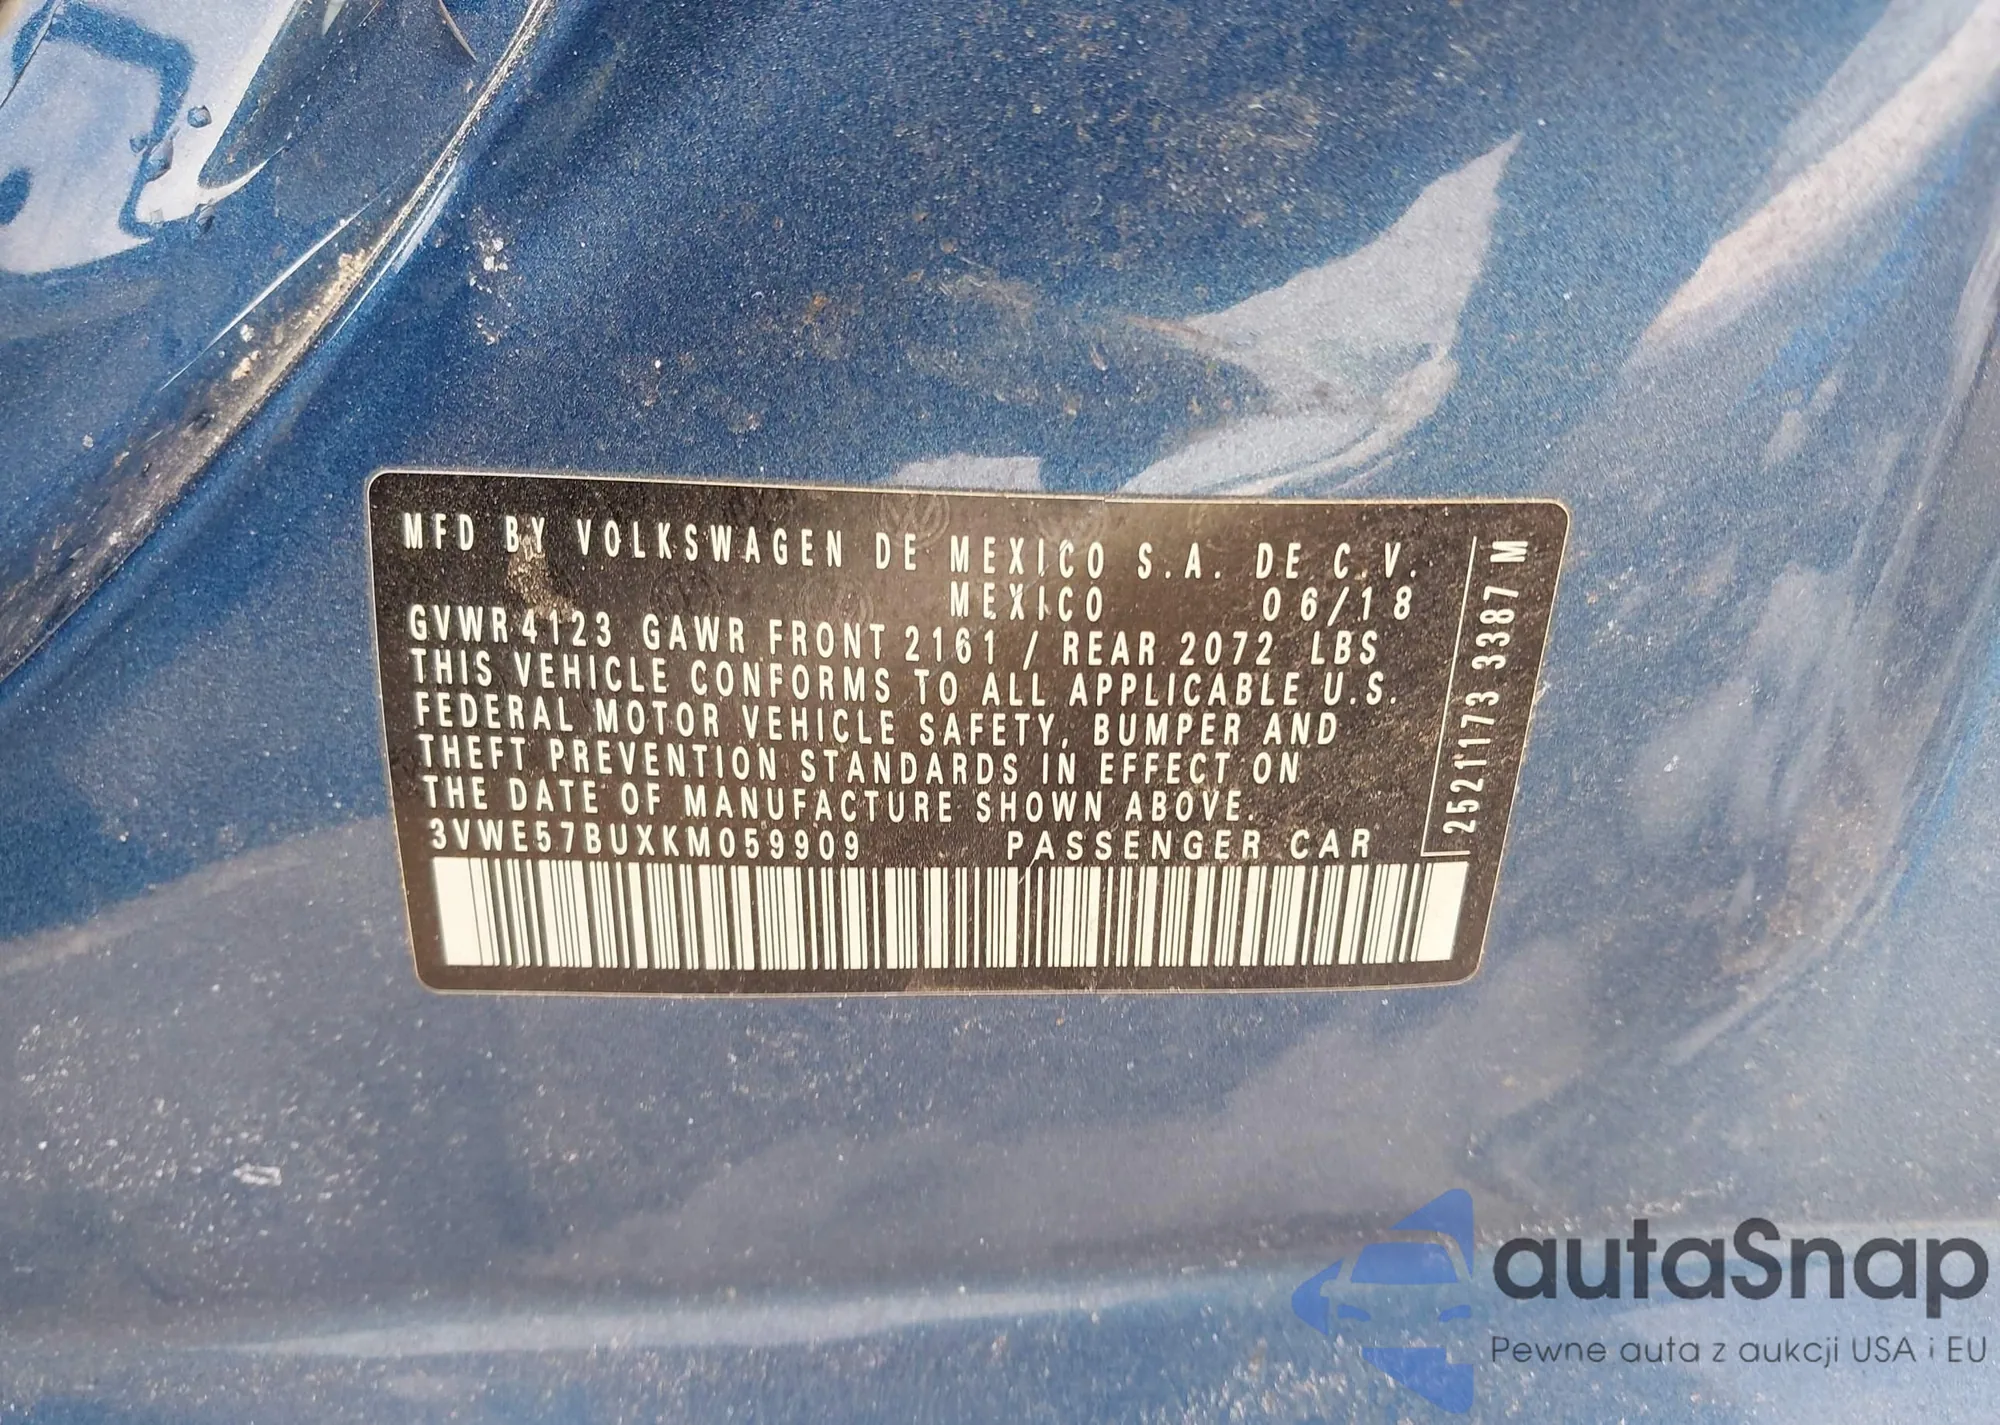 MFD BY VOLKSWAGEN DE MEXICO S.A. DE C.V.
MEXICO 06/18
GVWR4123 GAWR FRONT 2161 / REAR 2072 LBS
THIS VEHICLE CONFORMS TO ALL APPLICABLE U.S.
FEDERAL MOTOR VEHICLE SAFETY, BUMPER AND
THEFT PREVENTION STANDARDS IN EFFECT ON
THE DATE OF MANUFACTURE SHOWN ABOVE.
3VWE57BUXKM059909 PASSENGER CAR
2521173 3387 M
autaSnap
Pewne auta z aukcji USA i EU